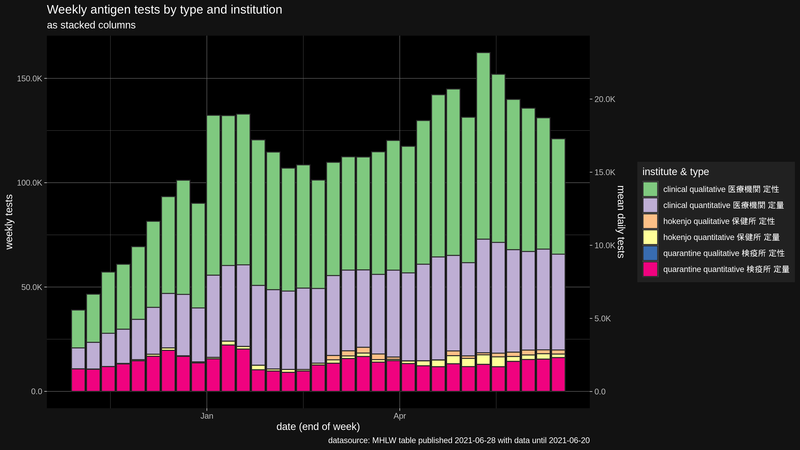 Weekly antigen tests by type and institution
as stacked columns
weekly tests
150.0K
100.0K
50.0K
0.0
20.0K
15.0K
10.0K
5.0K
0.0
mean daily tests
Jan
Apr
date (end of week)
institute & type
clinical qualitative 医療機関 定性
clinical quantitative 医療機関 定量
hokenjo qualitative 保健所 定性
hokenjo quantitative 保健所 定量
quarantine qualitative 検疫所 定性
quarantine quantitative 検疫所 定量
datasource: MHLW table published 2021-06-28 with data until 2021-06-20